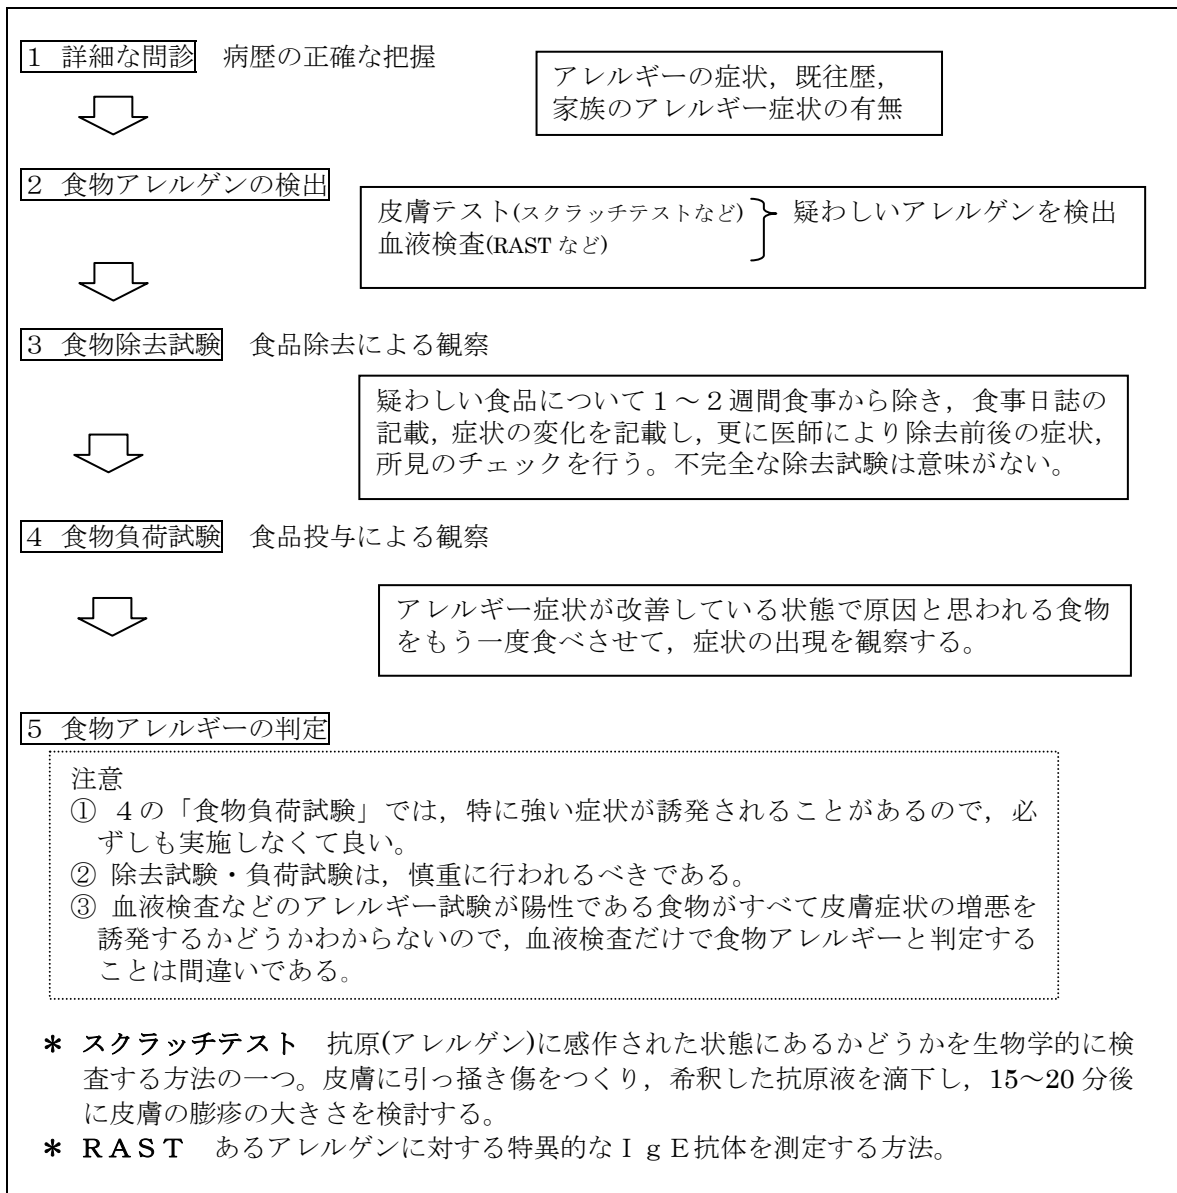 1 詳細な問診　病歴の正確な把握
アレルギーの症状，既往歴，
家族のアレルギー症状の有無
2 食物アレルゲンの検出
皮膚テスト(スクラッチテストなど)　疑わしいアレルゲンを検出
血液検査(RAST など)
3 食物除去試験　食品除去による観察
疑わしい食品について１～２週間食事から除き，食事日誌の
記載，症状の変化を記載し，更に医師により除去前後の症状，
所見のチェックを行う。不完全な除去試験は意味がない。
4 食物負荷試験　食品投与による観察
アレルギー症状が改善している状態で原因と思われる食物
をもう一度食べさせて，症状の出現を観察する。
5 食物アレルギーの判定
注意
① ４の「食物負荷試験」では，特に強い症状が誘発されることがあるので，必
ずしも実施しなくて良い。
② 除去試験・負荷試験は，慎重に行われるべきである。
③ 血液検査などのアレルギー試験が陽性である食物がすべて皮膚症状の増悪を
誘発するかどうかわからないので，血液検査だけで食物アレルギーと判定する
ことは間違いである。
＊ スクラッチテスト　抗原(アレルゲン)に感作された状態にあるかどうかを生物学的に検
査する方法の一つ。皮膚に引っ掻き傷をつくり，希釈した抗原液を滴下し，15～20 分後
に皮膚の膨疹の大きさを検討する。
＊ ＲＡＳＴ　あるアレルゲンに対する特異的なＩｇＥ抗体を測定する方法。